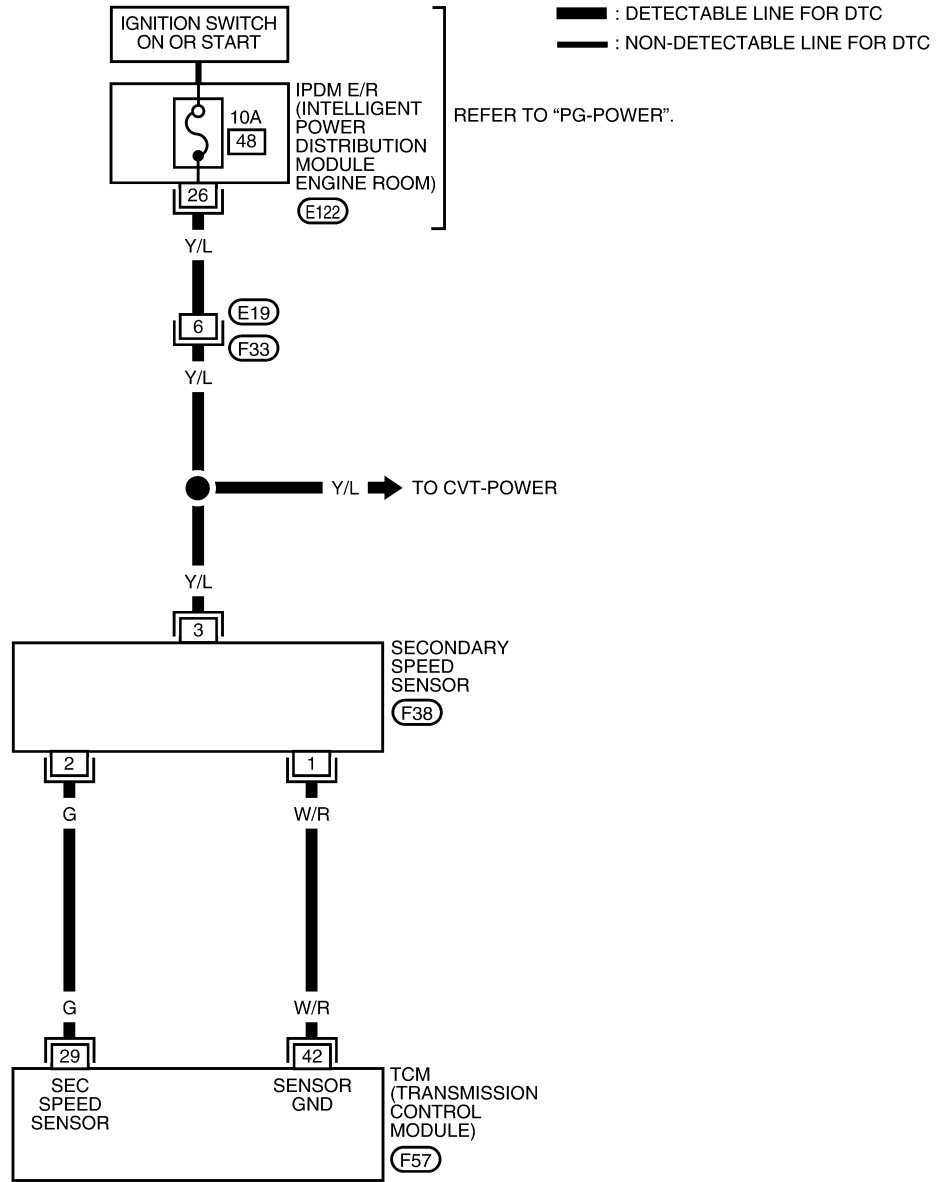 IGNITION SWITCH
ON OR START
: DETECTABLE LINE FOR DTC
: NON-DETECTABLE LINE FOR DTC
10A
48
IPDM E/R
(INTELLIGENT
POWER
DISTRIBUTION
MODULE
ENGINE ROOM)
E122
REFER TO “PG-POWER”.
26
Y/L
6
E19
F33
Y/L
Y/L
TO CVT-POWER
Y/L
3
SECONDARY
SPEED
SENSOR
F38
2
1
G
W/R
G
W/R
29
42
SEC
SPEED
SENSOR
SENSOR
GND
TCM
(TRANSMISSION
CONTROL
MODULE)
F57